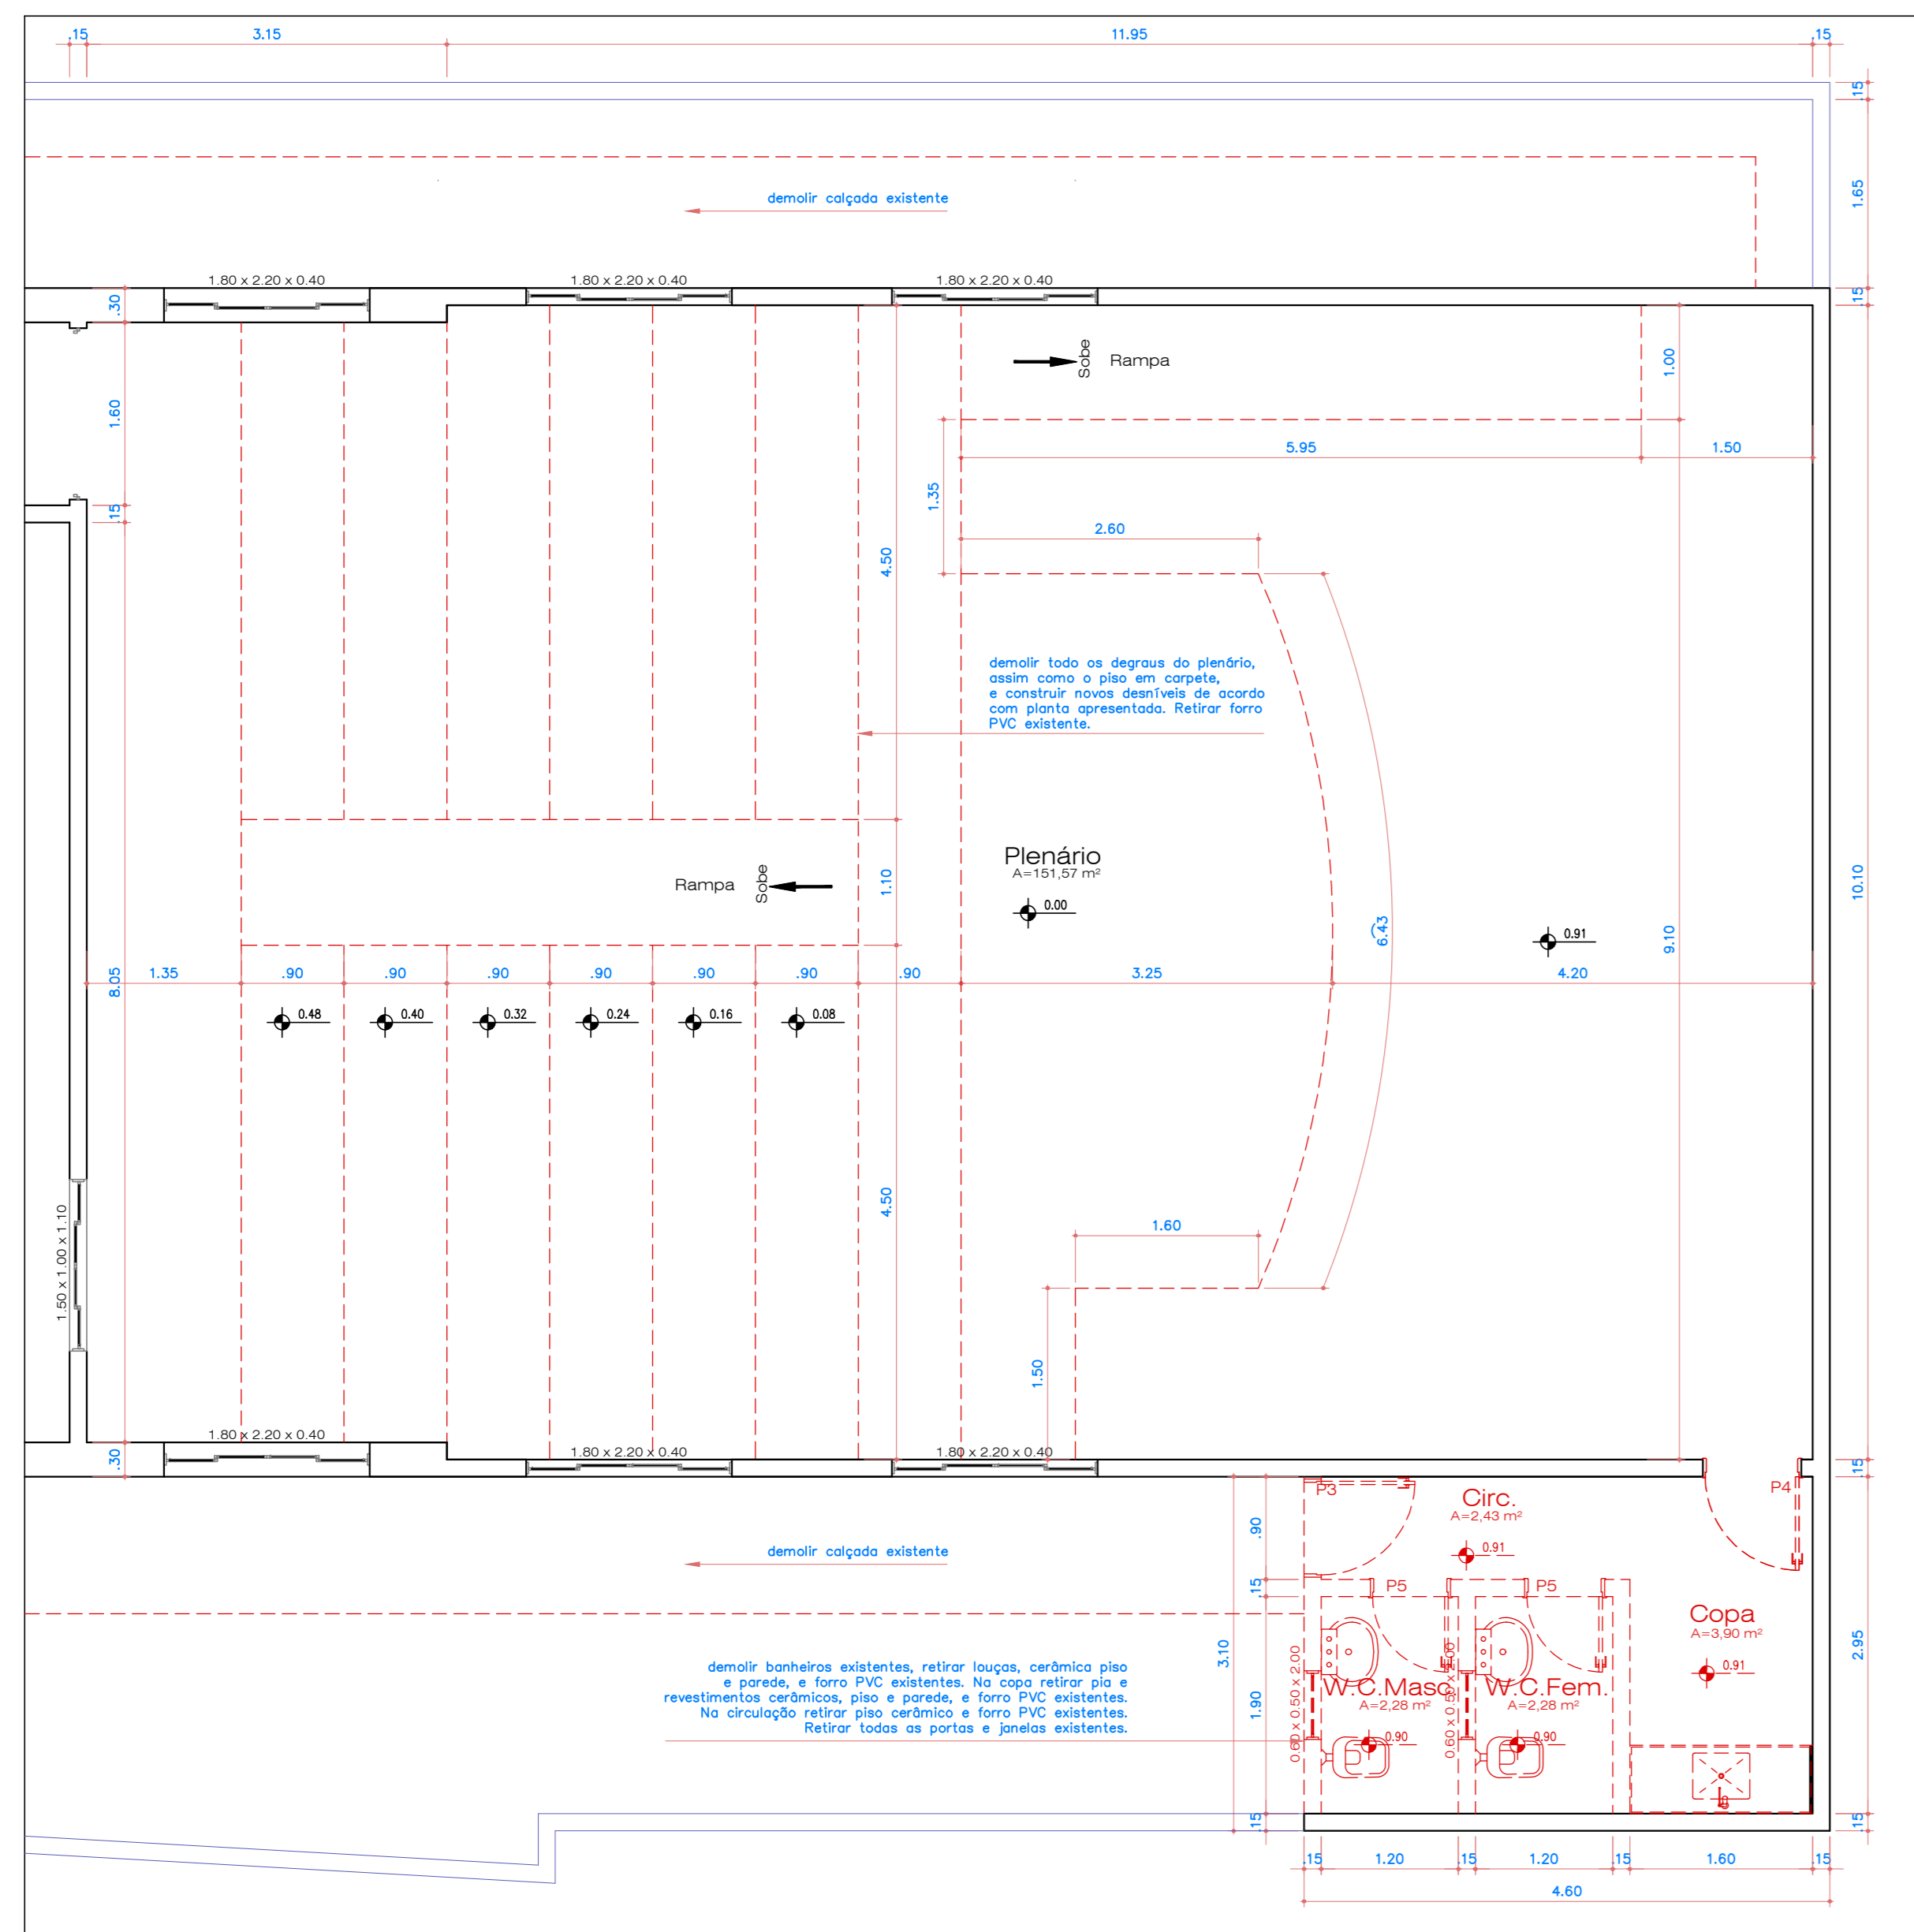 .15
3.15
11.95
.15
.15
demolir calçada existente
1.65
1.80 x 2.20 x 0.40
1.80 x 2.20 x 0.40
1.80 x 2.20 x 0.40
.30
.15
Sobe
Rampa
1.00
1.60
5.95
1.50
1.35
.15
2.60
4.50
demolir todo os degraus do plenário,
assim como o piso em carpete,
e construir novos desníveis de acordo
com planta apresentada. Retirar forro
PVC existente.
Plenário
A=151,57 m²
0.00
Rampa
Sobe
1.10
10.10
6.43
0.91
9.10
8.05
1.35
.90
.90
.90
.90
.90
.90
.90
3.25
4.20
0.48
0.40
0.32
0.24
0.16
0.08
4.50
1.60
1.50 x 1.00 x 1.10
1.50
1.80 x 2.20 x 0.40
1.80 x 2.20 x 0.40
1.80 x 2.20 x 0.40
.30
.15
P3
Circ.
A=2,43 m²
P4
.90
demolir calçada existente
0.91
.15
P5
P5
Copa
A=3,90 m²
3.10
2.95
0.91
demolir banheiros existentes, retirar louças, cerâmica piso
e parede, e forro PVC existentes. Na copa retirar pia e
revestimentos cerâmicos, piso e parede, e forro PVC existentes.
Na circulação retirar piso cerâmico e forro PVC existentes.
Retirar todas as portas e janelas existentes.
1.90
0.60 x 0.50 x 2.00
W.C.Masc.
A=2,28 m²
0.60 x 0.50 x 2.00
W.C.Fem.
A=2,28 m²
0.90
0.90
.15
.15
.15
1.20
.15
1.20
.15
1.60
.15
4.60